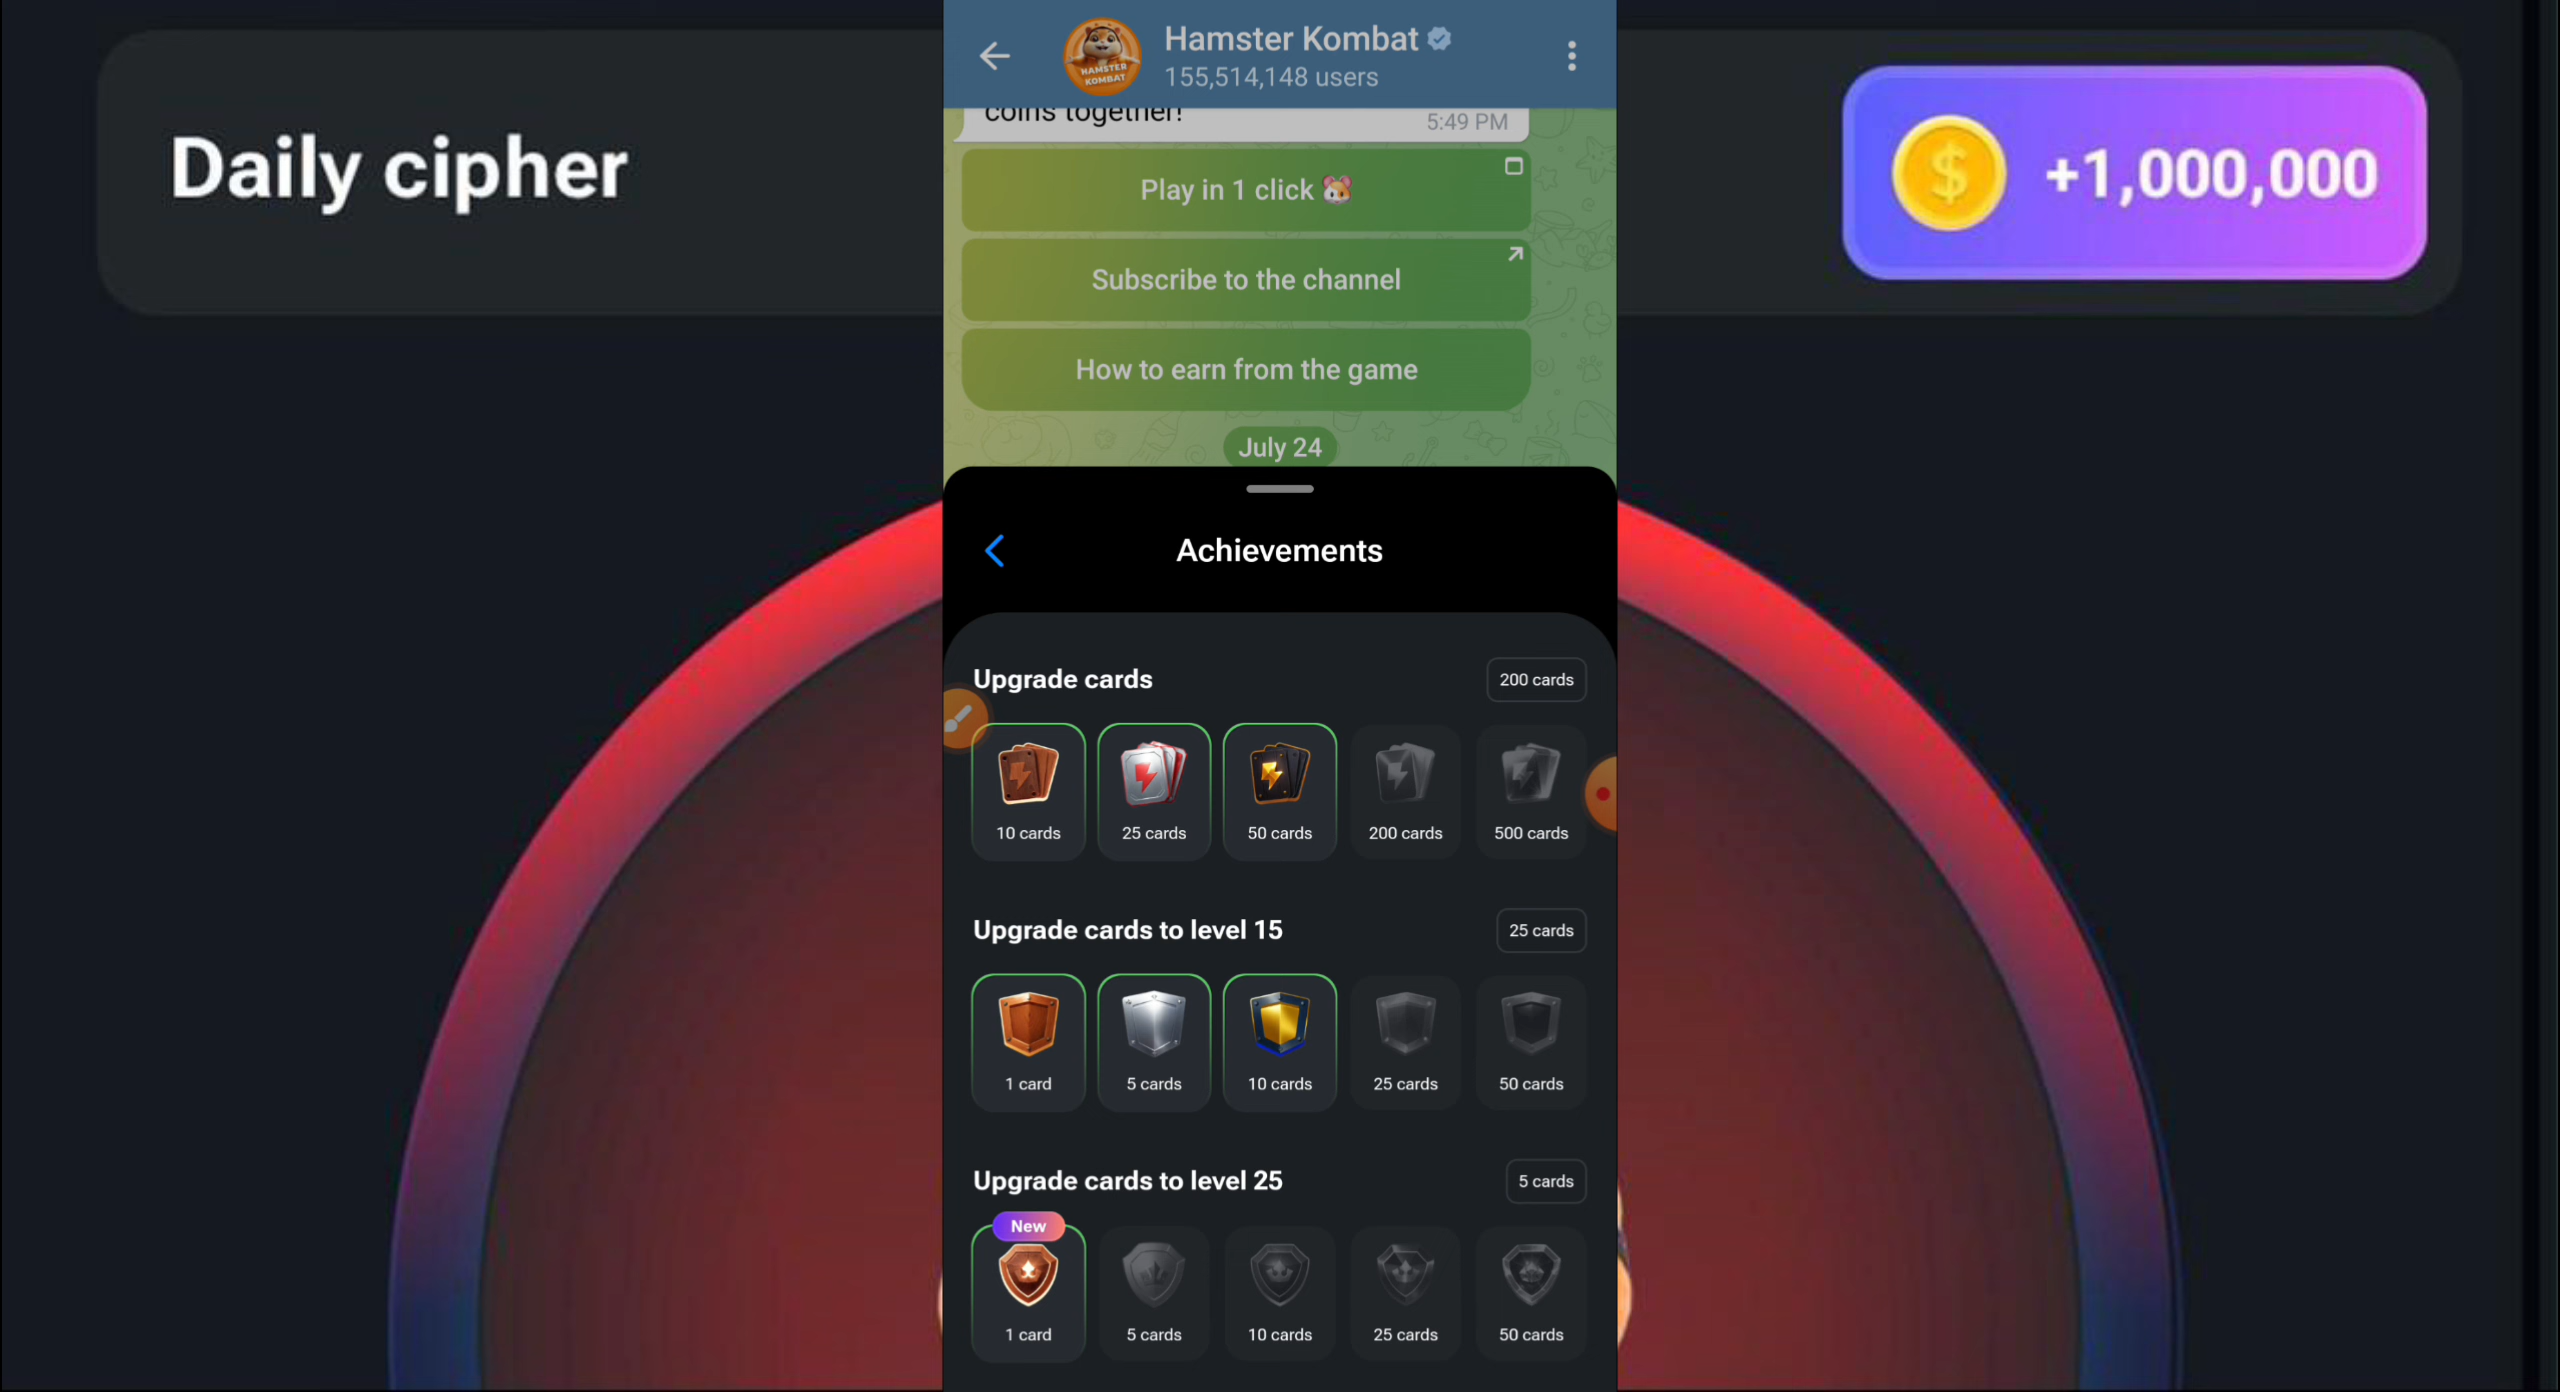 Daily cipher
+1,000,000
Hamster Kombat
155,514,148 users
coins together!
5:49 PM
Play in 1 click 🐹
Subscribe to the channel
How to earn from the game
July 24
Achievements
Upgrade cards
200 cards
10 cards
25 cards
50 cards
200 cards
500 cards
Upgrade cards to level 15
25 cards
1 card
5 cards
10 cards
25 cards
50 cards
Upgrade cards to level 25
5 cards
New
1 card
5 cards
10 cards
25 cards
50 cards
HAMSTER
KOMBAT